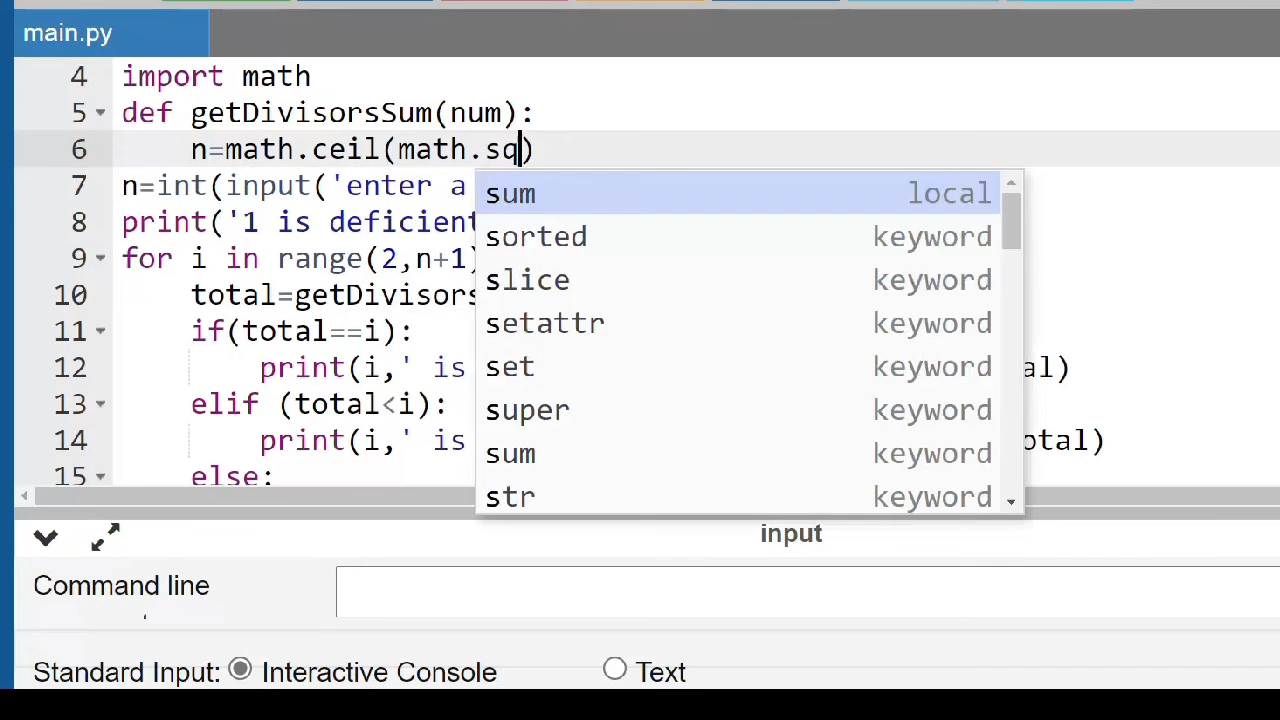 main.py
4 import math
5 def getDivisorsSum(num):
6 n=math.ceil(math.sq)
7 n=int(input('enter a
8 print('1 is deficient
9 for i in range(2,n+1)
10 total=getDivisors
11 if(total==i):
12 print(i,' is al)
13 elif (total<i):
14 print(i,' is otal)
15 else:
sum local
sorted keyword
slice keyword
setattr keyword
set keyword
super keyword
sum keyword
str keyword
input
Command line
Standard Input: Interactive Console Text